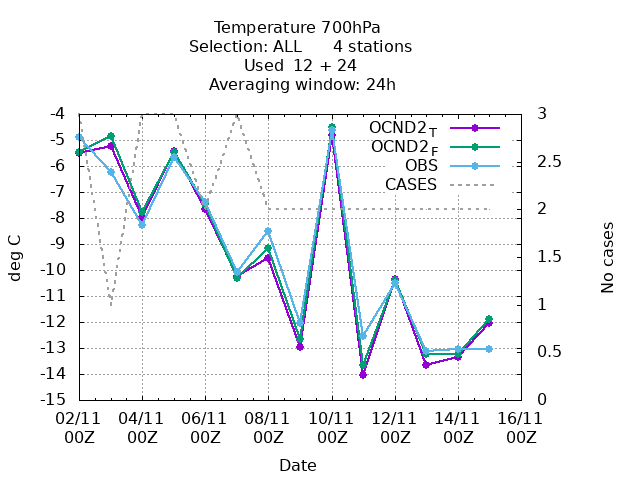 Temperature 700hPa
Selection: ALL 4 stations
Used 12 + 24
Averaging window: 24h
OCND2T
OCND2F
OBS
CASES
deg C
-4
-5
-6
-7
-8
-9
-10
-11
-12
-13
-14
-15
3
2.5
2
1.5
1
0.5
0
No cases
02/11 04/11 06/11 08/11 10/11 12/11 14/11 16/11
00Z 00Z 00Z 00Z 00Z 00Z 00Z 00Z
Date